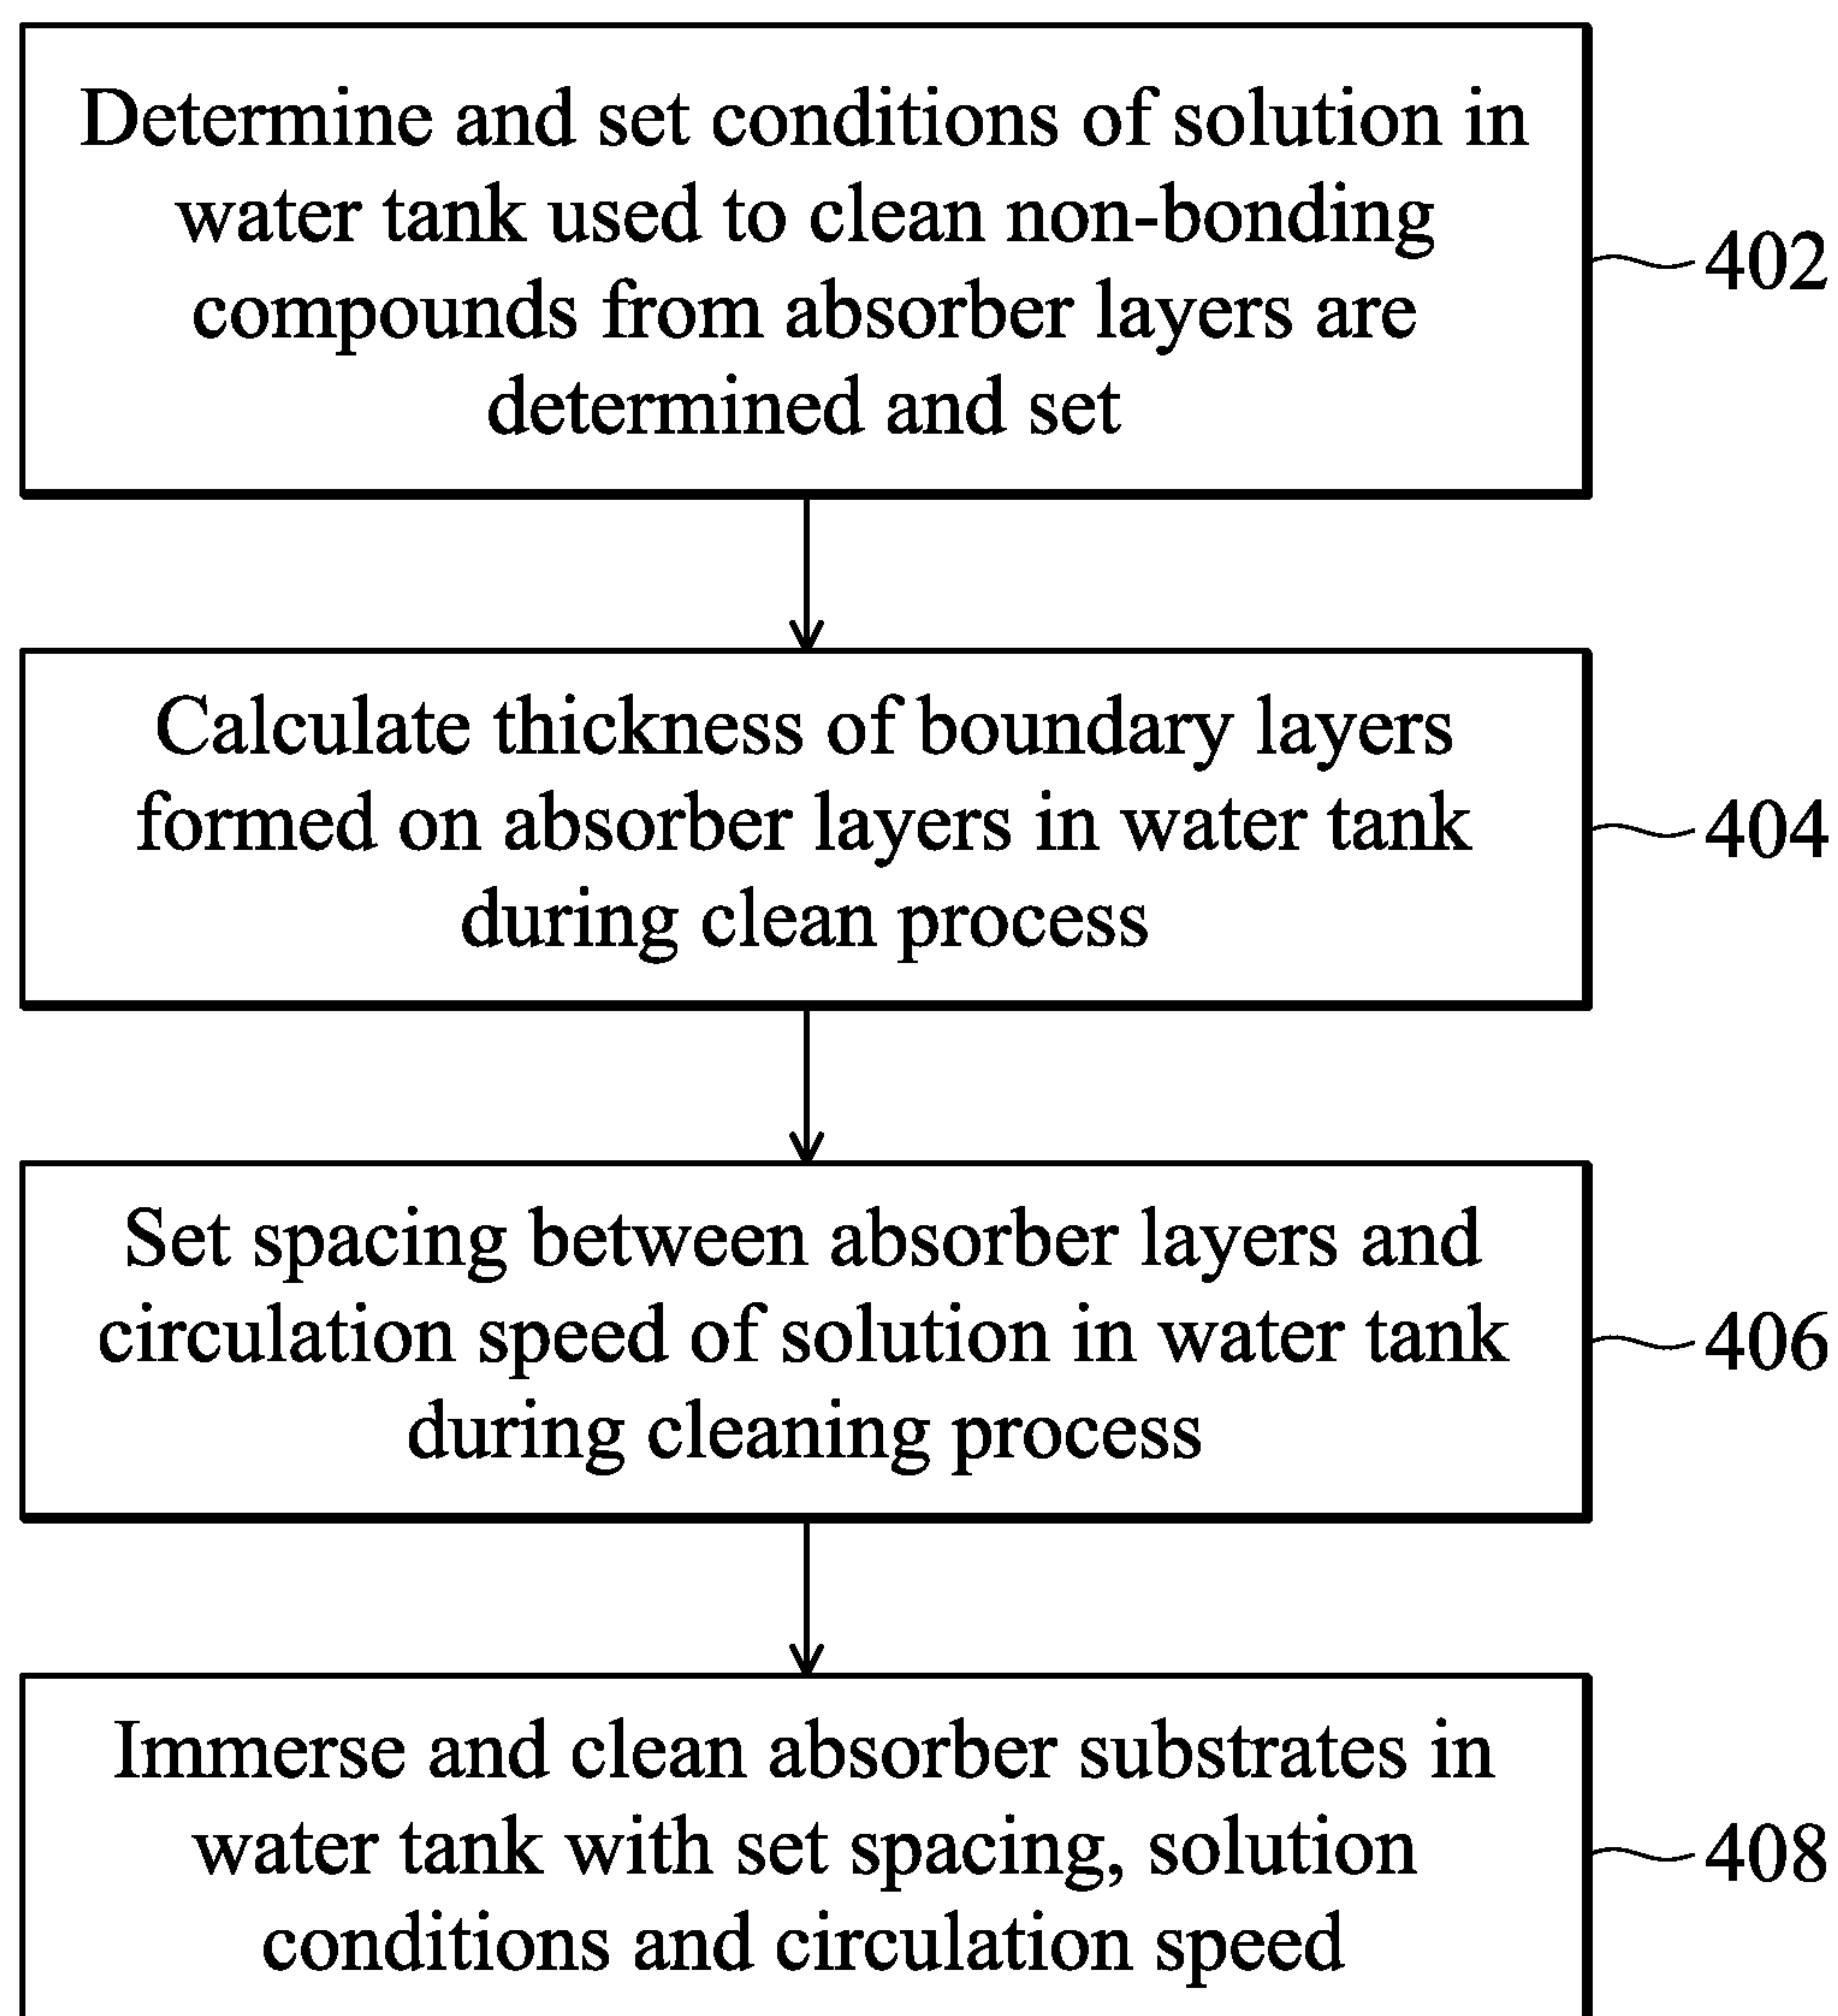 Determine and set conditions of solution in
water tank used to clean non-bonding
compounds from absorber layers are
determined and set
402
Calculate thickness of boundary layers
formed on absorber layers in water tank
during clean process
404
Set spacing between absorber layers and
circulation speed of solution in water tank
during cleaning process
406
Immerse and clean absorber substrates in
water tank with set spacing, solution
conditions and circulation speed
408